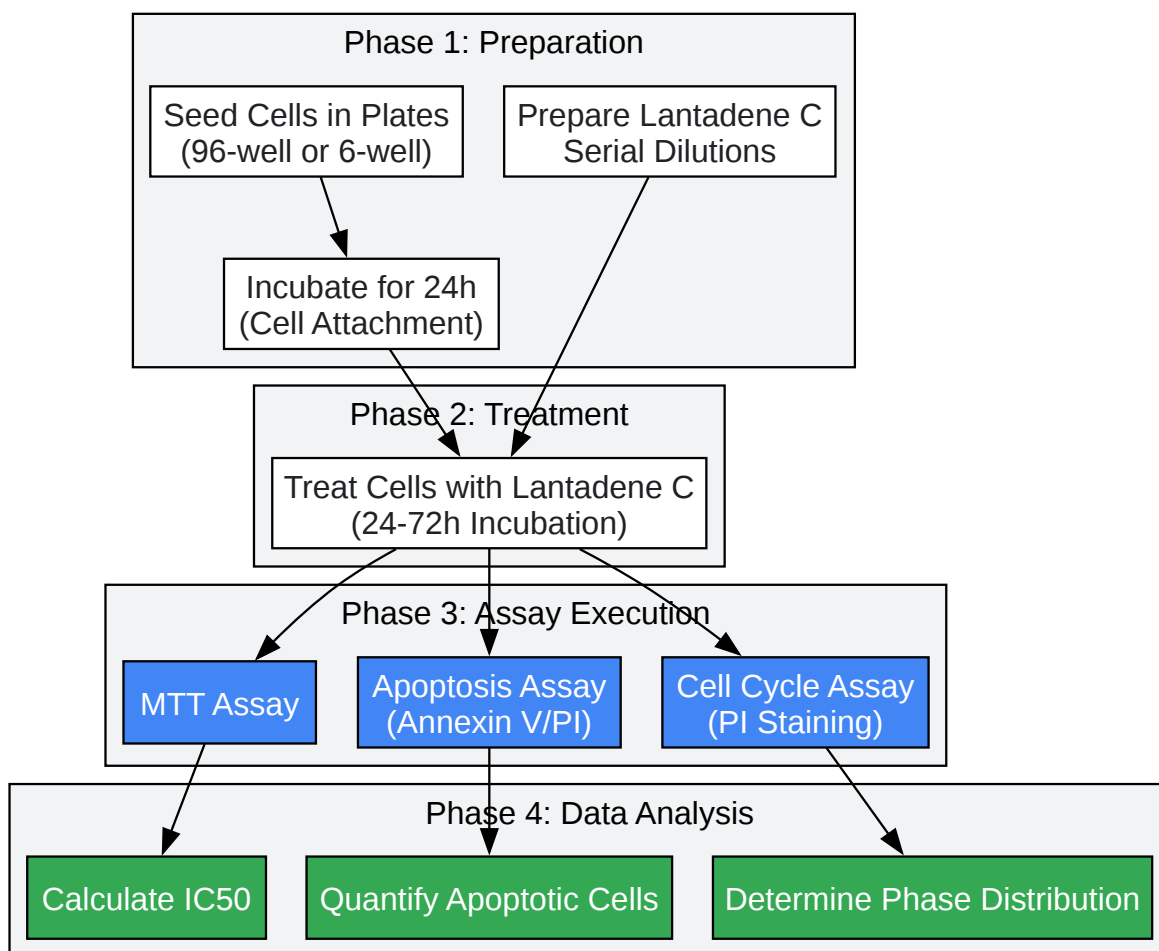 Phase 1: Preparation
Seed Cells in Plates
(96-well or 6-well)
Prepare Lantadene C
Serial Dilutions
Incubate for 24h
(Cell Attachment)
Phase 2: Treatment
Treat Cells with Lantadene C
(24-72h Incubation)
Phase 3: Assay Execution
MTT Assay
Apoptosis Assay
(Annexin V/PI)
Cell Cycle Assay
(PI Staining)
Phase 4: Data Analysis
Calculate IC50
Quantify Apoptotic Cells
Determine Phase Distribution